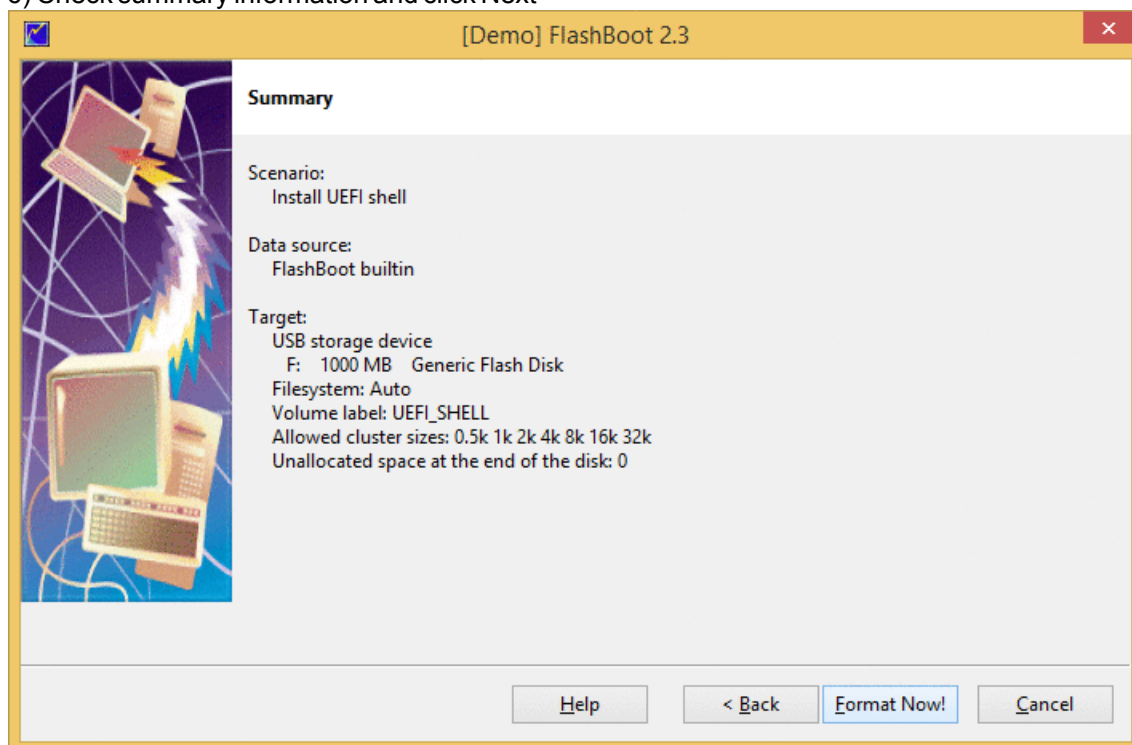 [Demo] FlashBoot 2.3
Summary
Scenario:
Install UEFI shell
Data source:
FlashBoot builtin
Target:
USB storage device
F: 1000 MB Generic Flash Disk
Filesystem: Auto
Volume label: UEFI_SHELL
Allowed cluster sizes: 0.5k 1k 2k 4k 8k 16k 32k
Unallocated space at the end of the disk: 0
Help < Back Format Now! Cancel